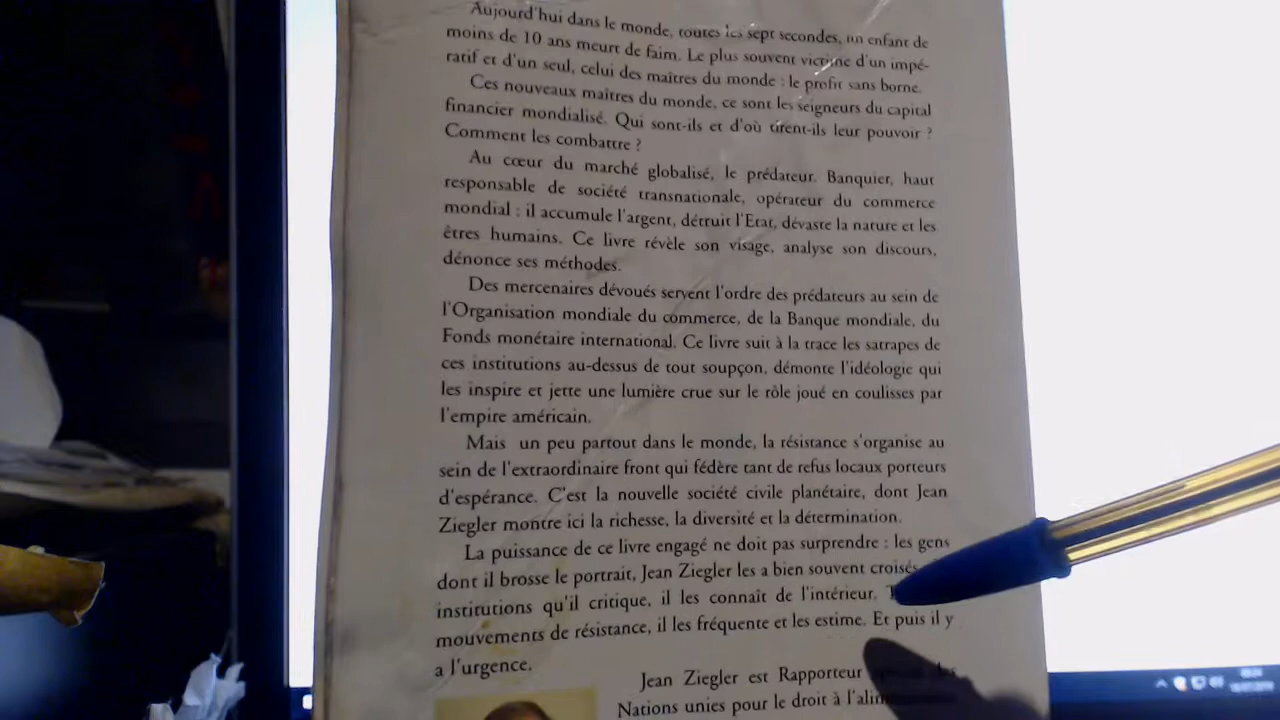 Aujourd'hui dans le monde, toutes les sept secondes, un enfant de
moins de 10 ans meurt de faim. Le plus souvent victime d'un impé-
ratif et d'un seul, celui des maîtres du monde : le profit sans borne.
Ces nouveaux maîtres du monde, ce sont les seigneurs du capital
financier mondialisé. Qui sont-ils et d'où tirent-ils leur pouvoir ?
Comment les combattre ?
Au cœur du marché globalisé, le prédateur. Banquier, haut
responsable de société transnationale, opérateur du commerce
mondial : il accumule l'argent, détruit l'Etat, dévaste la nature et les
êtres humains. Ce livre révèle son visage, analyse son discours,
dénonce ses méthodes.
Des mercenaires dévoués servent l'ordre des prédateurs au sein de
l'Organisation mondiale du commerce, de la Banque mondiale, du
Fonds monétaire international. Ce livre suit à la trace les satrapes de
ces institutions au-dessus de tout soupçon, démonte l'idéologie qui
les inspire et jette une lumière crue sur le rôle joué en coulisses par
l'empire américain.
Mais un peu partout dans le monde, la résistance s'organise au
sein de l'extraordinaire front qui fédère tant de refus locaux porteurs
d'espérance. C'est la nouvelle société civile planétaire, dont Jean
Ziegler montre ici la richesse, la diversité et la détermination.
La puissance de ce livre engagé ne doit pas surprendre : les gens
dont il brosse le portrait, Jean Ziegler les a bien souvent croisés
institutions qu'il critique, il les connaît de l'intérieur.
mouvements de résistance, il les fréquente et les estime. Et puis il y
a l'urgence.
Jean Ziegler est Rapporteur des
Nations unies pour le droit à